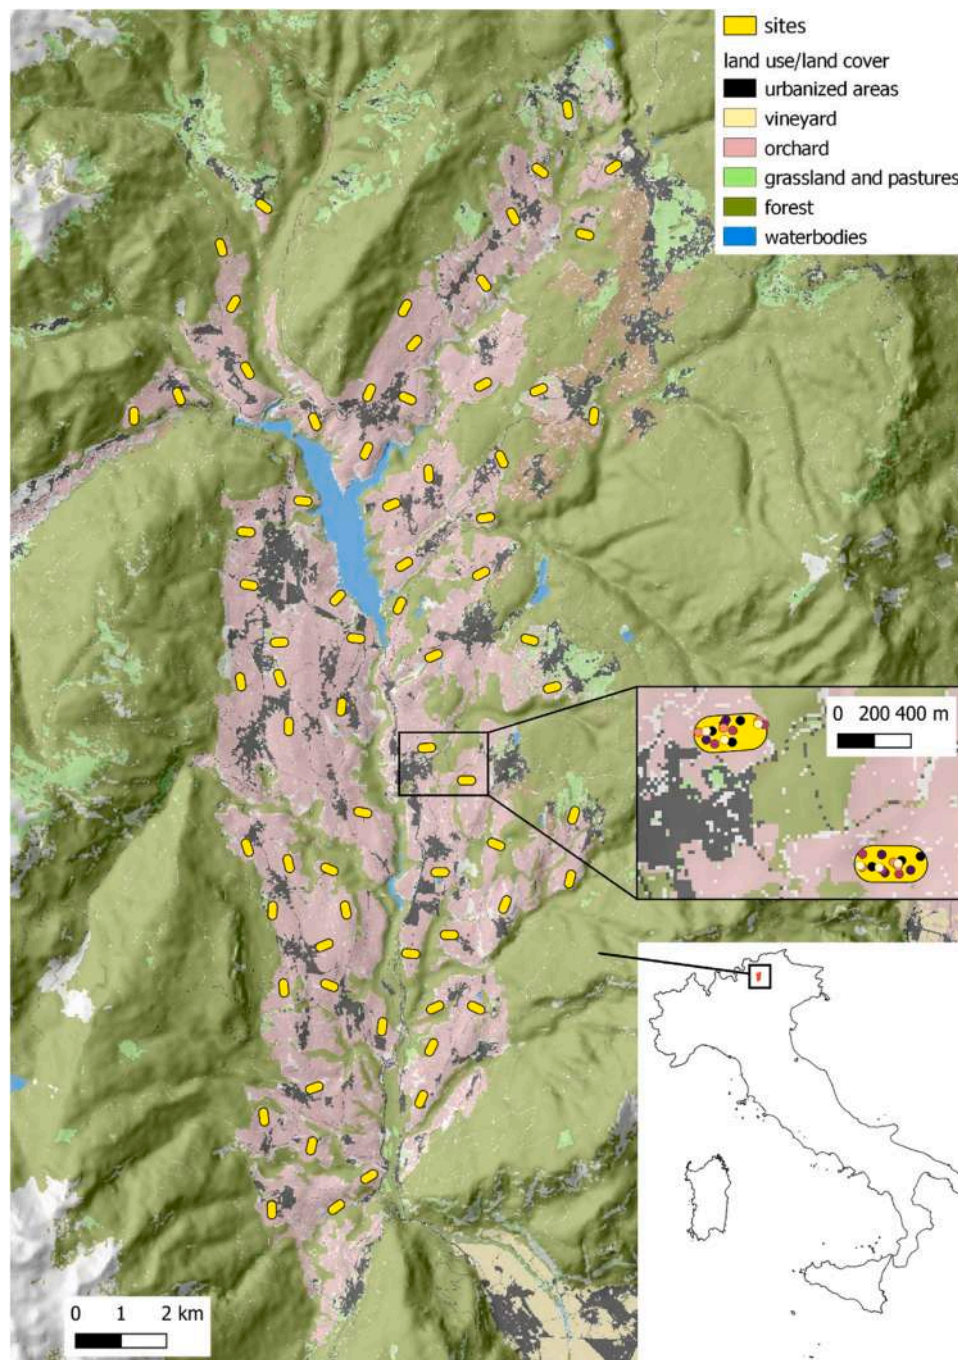 sites
land use/land cover
urbanized areas
vineyard
orchard
grassland and pastures
forest
waterbodies
0 200 400 m
0 1 2 km